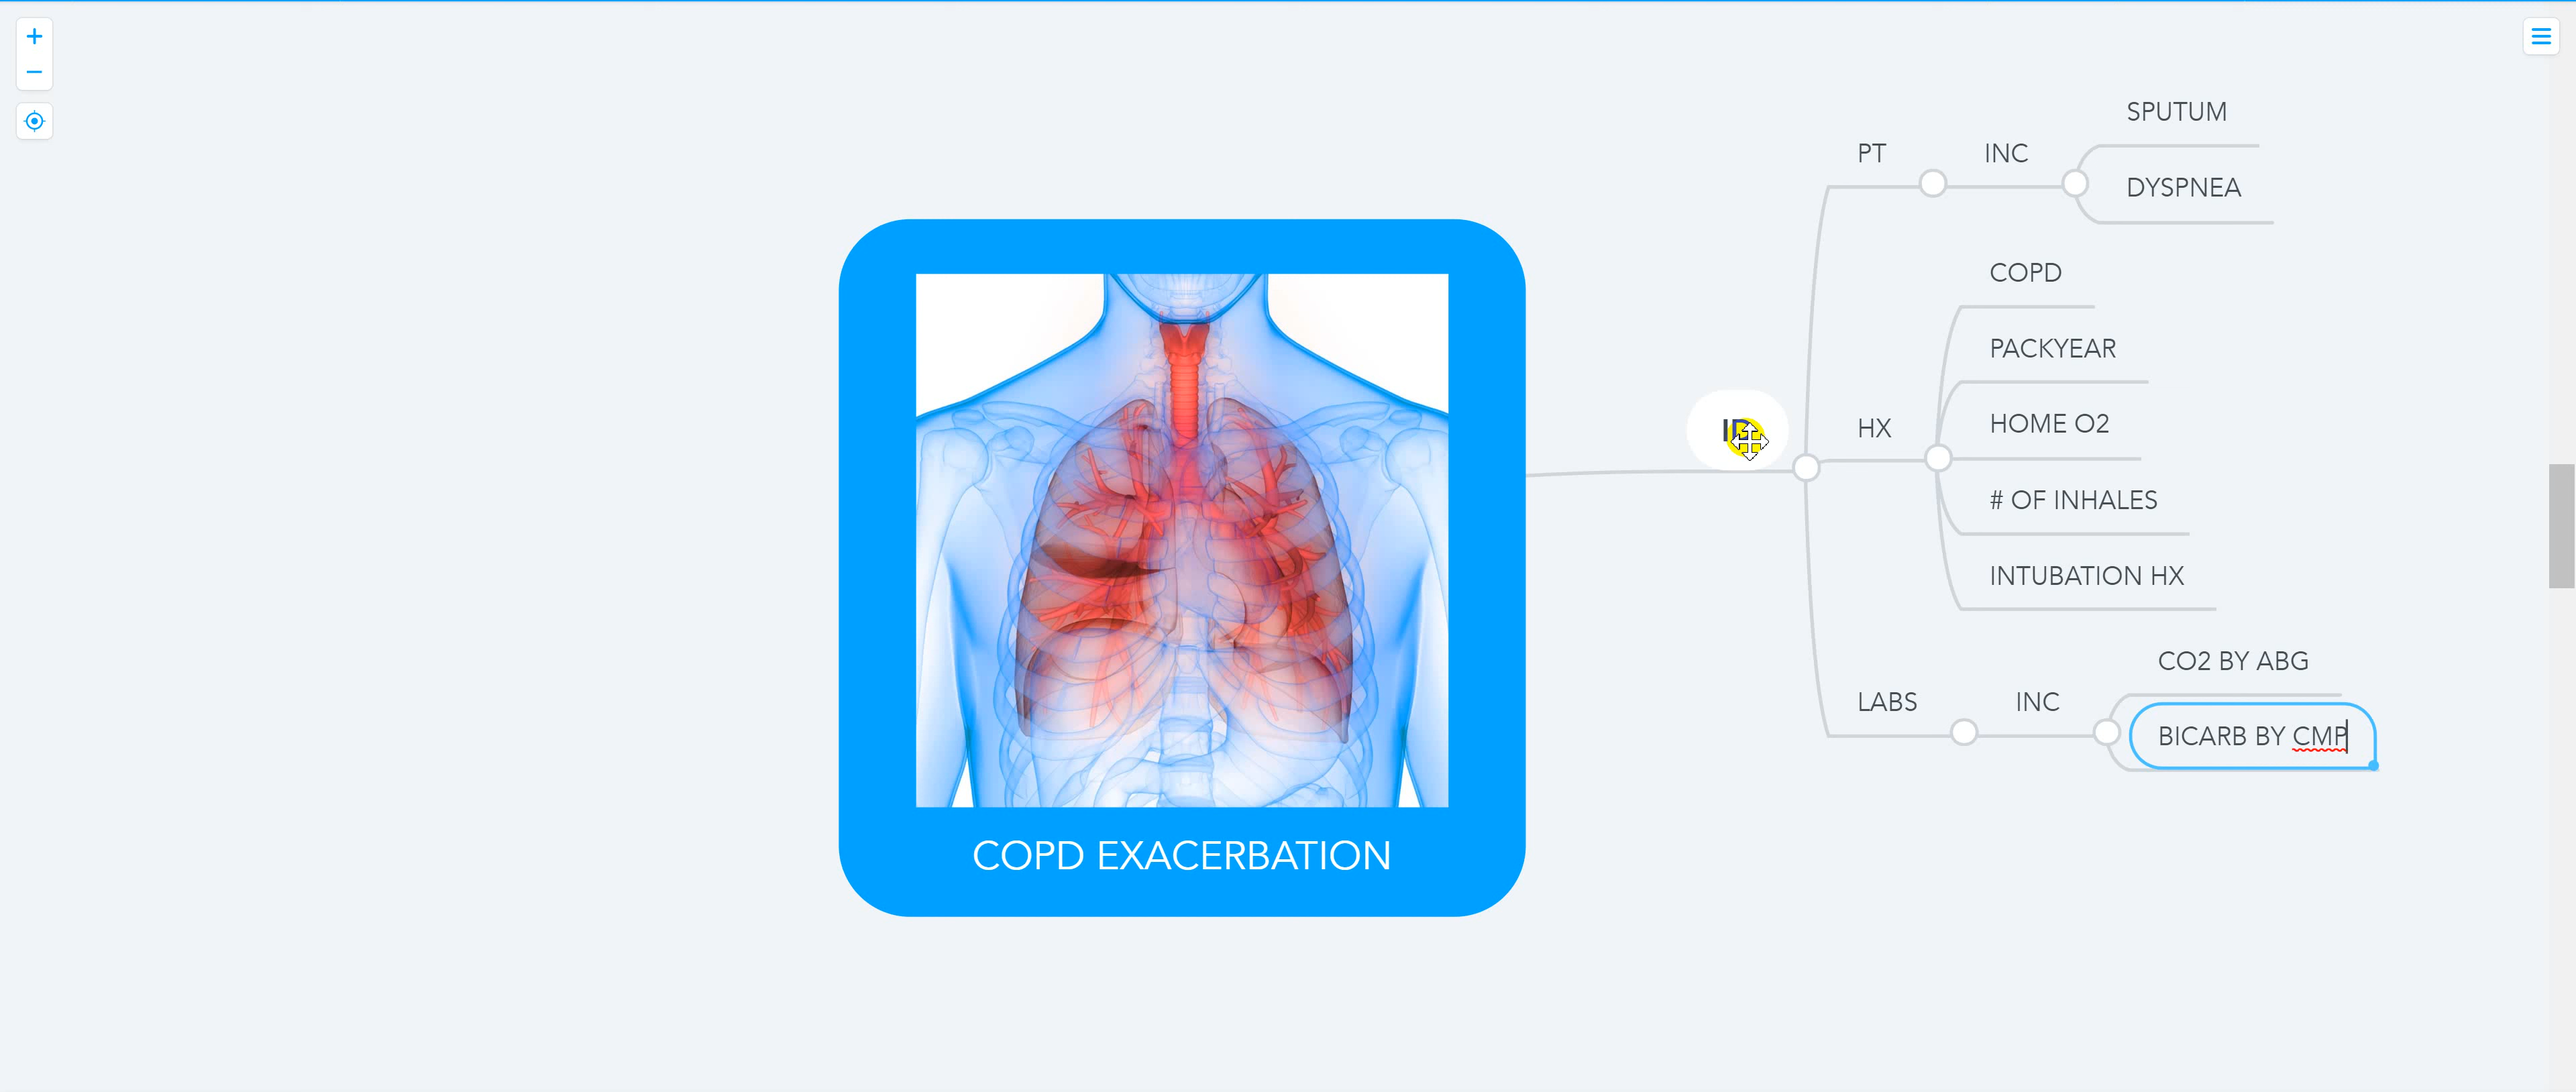 SPUTUM
PT
INC
DYSPNEA
COPD
PACKYEAR
HOME O2
ID
HX
# OF INHALES
INTUBATION HX
CO2 BY ABG
LABS
INC
BICARB BY CMP
COPD EXACERBATION